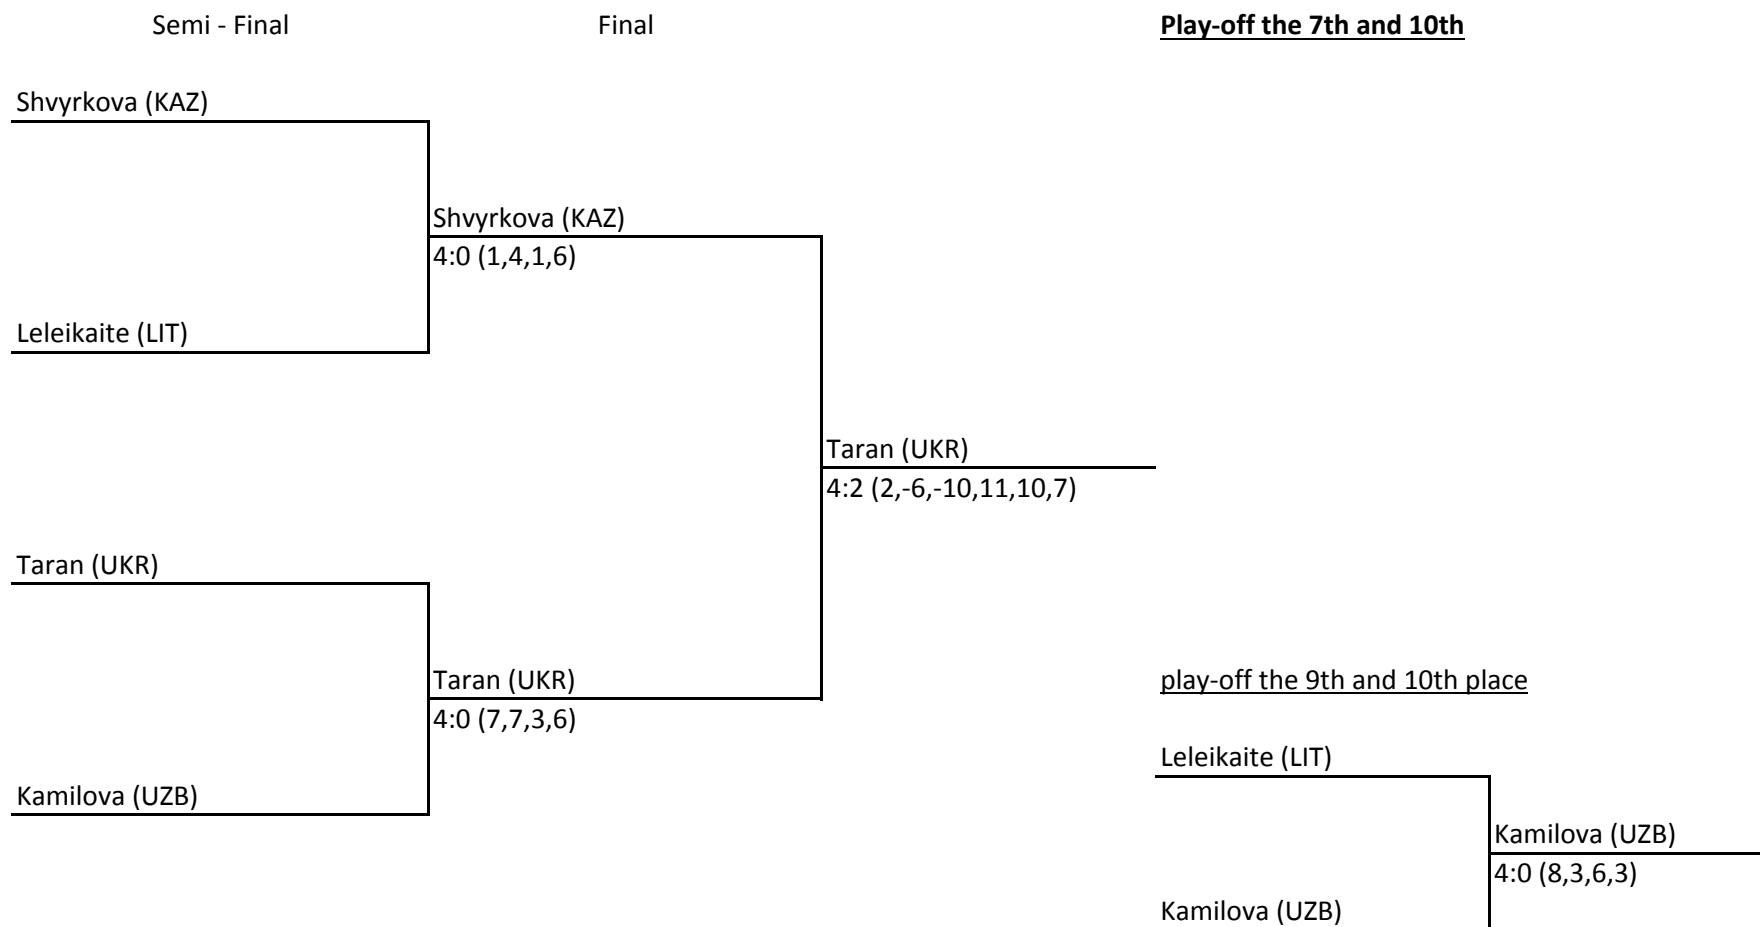 Semi - Final
Final
Play-off the 7th and 10th
Shvyrkova (KAZ)
Shvyrkova (KAZ)
4:0 (1,4,1,6)
Leleikaite (LIT)
Taran (UKR)
4:2 (2,-6,-10,11,10,7)
Taran (UKR)
Taran (UKR)
4:0 (7,7,3,6)
play-off the 9th and 10th place
Leleikaite (LIT)
Kamilova (UZB)
Kamilova (UZB)
4:0 (8,3,6,3)
Kamilova (UZB)